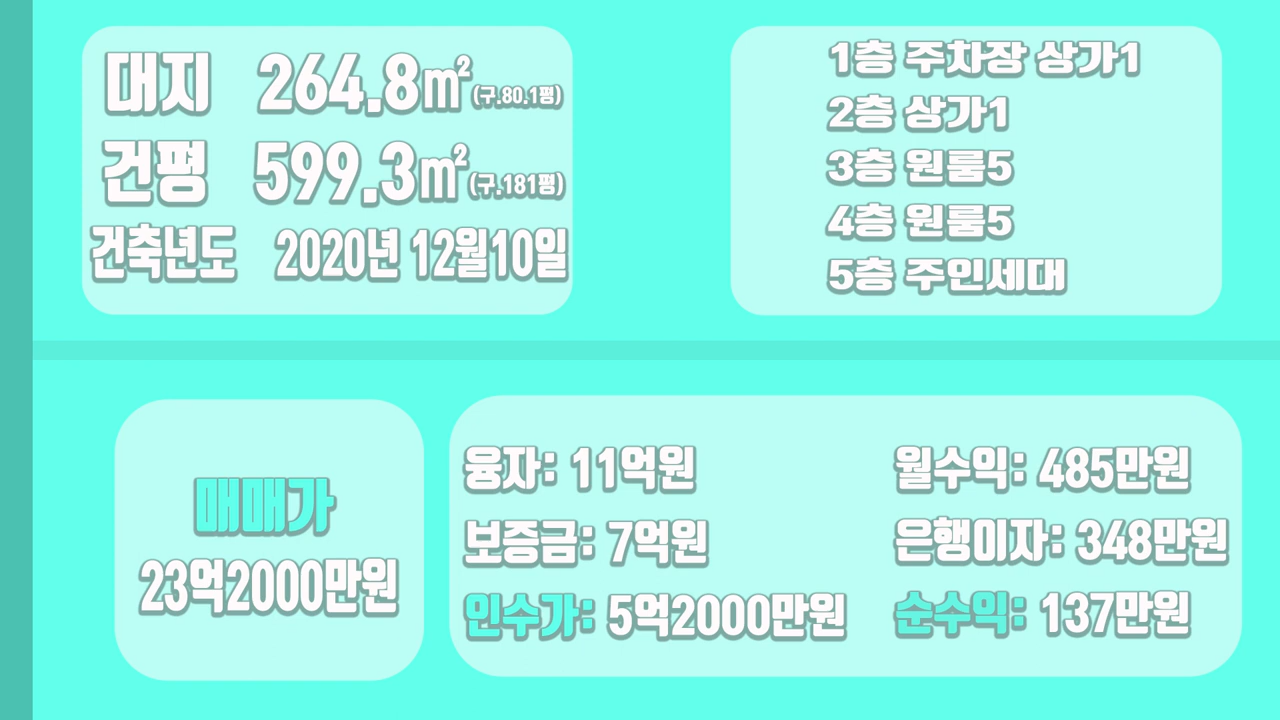 대지 264.8㎡(구.80.1평)
건평 599.3㎡(구.181평)
건축년도 2020년 12월10일
1층 주차장 상가1
2층 상가1
3층 원룸5
4층 원룸5
5층 주인세대
매매가
23억2000만원
융자: 11억원
보증금: 7억원
인수가: 5억2000만원
월수익: 485만원
은행이자: 348만원
순수익: 137만원